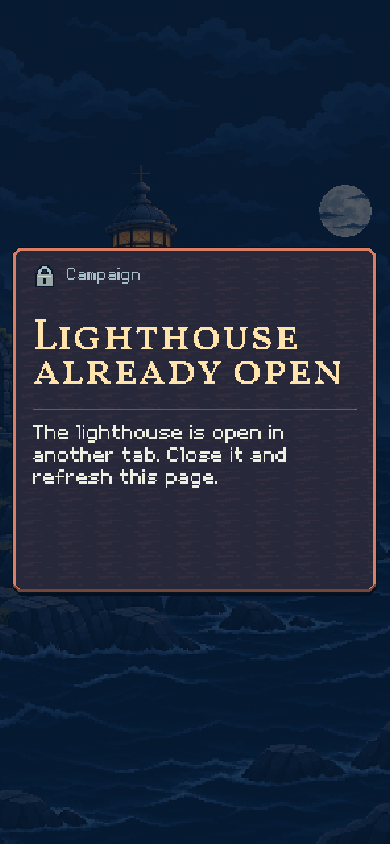 Campaign
Lighthouse
already open
The lighthouse is open in
another tab. Close it and
refresh this page.